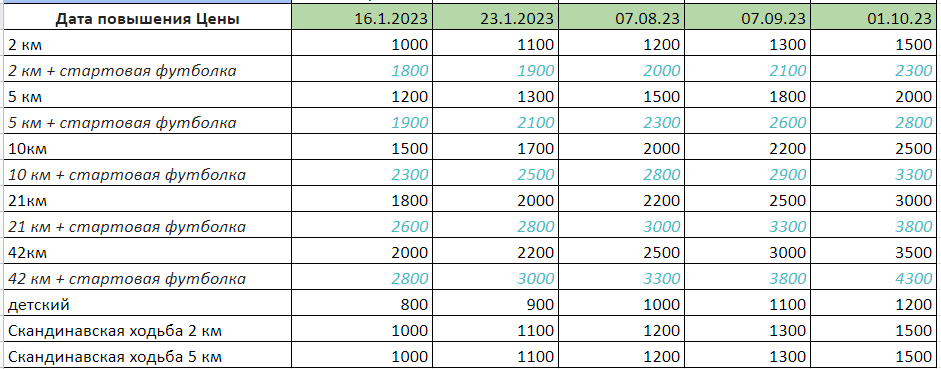 Дата повышения Цены 16.1.2023 23.1.2023 07.08.23 07.09.23 01.10.23
2 км 1000 1100 1200 1300 1500
2 км + стартовая футболка 1800 1900 2000 2100 2300
5 км 1200 1300 1500 1800 2000
5 км + стартовая футболка 1900 2100 2300 2600 2800
10км 1500 1700 2000 2200 2500
10 км + стартовая футболка 2300 2500 2800 2900 3300
21км 1800 2000 2200 2500 3000
21 км + стартовая футболка 2600 2800 3000 3300 3800
42км 2000 2200 2500 3000 3500
42 км + стартовая футболка 2800 3000 3300 3800 4300
детский 800 900 1000 1100 1200
Скандинавская ходьба 2 км 1000 1100 1200 1300 1500
Скандинавская ходьба 5 км 1000 1100 1200 1300 1500